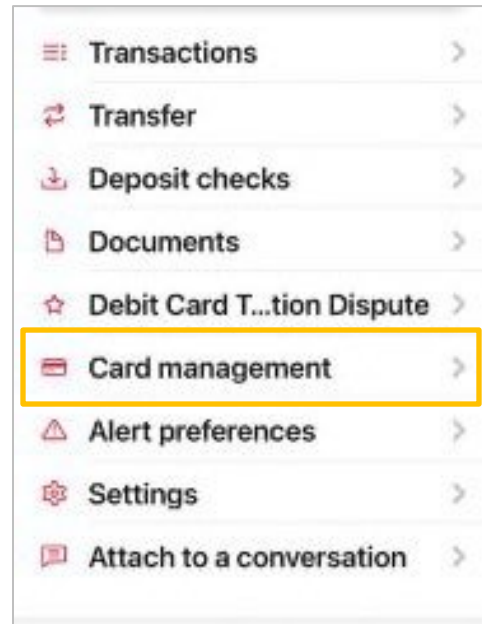 Transactions
Transfer
Deposit checks
Documents
Debit Card T...tion Dispute
Card management
Alert preferences
Settings
Attach to a conversation